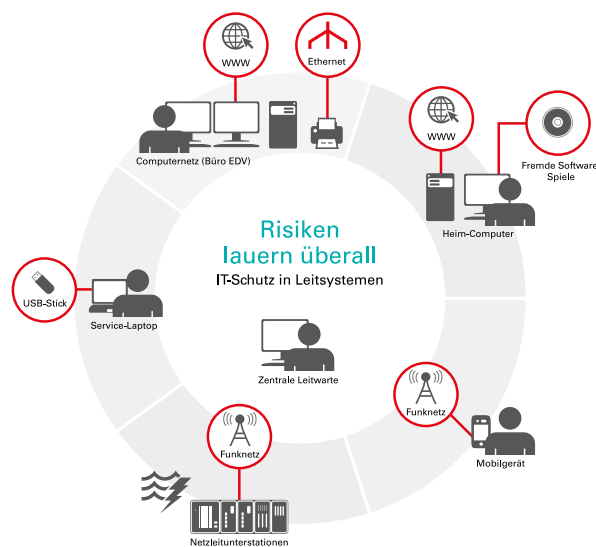 WWW
Ethernet
Computernetz (Büro EDV)
WWW
Fremde Software
Spiele
Heim-Computer
Risiken
lauern überall
IT-Schutz in Leitsystemen
USB-Stick
Service-Laptop
Zentrale Leitwarte
Funknetz
Mobilgerät
Funknetz
Netzleitunterstationen